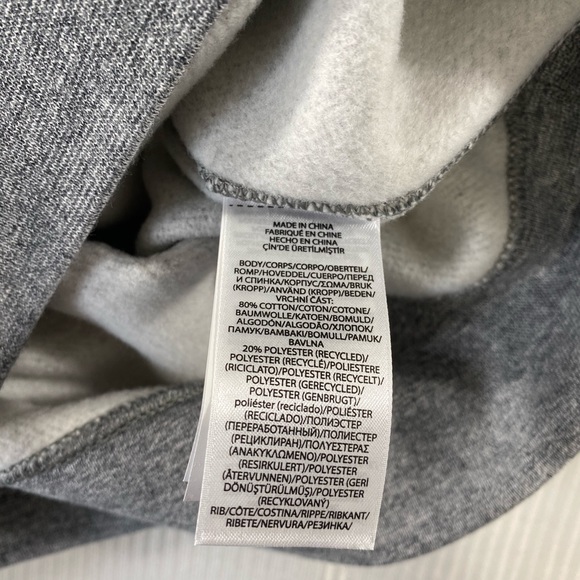 MADE IN CHINA
FABRIQUÉ EN CHINE
HECHO EN CHINA
ÇİN'DE ÜRETİLMİŞTİR
BODY/CORPS/CORPO/OBERTEIL/
ROMP/HOVEDDEL/CUERPO/ПЕРЕД
И СПИНКА/КОРПУС/ΣΩΜΑ/BRUK
(KROPP)/ANVÄND (KROPP)/BEDEN/
VRCHNÍ ČÁST:
80% COTTON/COTON/COTONE/
BAUMWOLLE/KATOEN/BOMULD/
ALGODÓN/ALGODÃO/ХЛОПОК/
ПАМУК/ΒΑΜΒΑΚΙ/BOMULL/PAMUK/
BAVLNA
20% POLYESTER (RECYCLED)/
POLYESTER (RECYCLÉ)/POLIESTERE
(RICICLATO)/POLYESTER (RECYCELT)/
POLYESTER (GERECYCLED)/
POLYESTER (GENBRUGT)/
poliéster (reciclado)/POLIÉSTER
(RECICLADO)/ПОЛИЭСТЕР
(ПЕРЕРАБОТАННЫЙ)/ПОЛИЕСТЕР
(РЕЦИКЛИРАН)/ΠΟΛΥΕΣΤΕΡΑΣ
(ΑΝΑΚΥΚΛΩΜΕΝΟ)/POLYESTER
(RESIRKULERT)/POLYESTER
(ÅTERVUNNEN)/POLYESTER (GERİ
DÖNÜŞTÜRÜLMÜŞ)/POLYESTER
(RECYKLOVANÝ)
RIB/CÔTE/COSTINA/RIPPE/RIBKANT/
RIBETE/NERVURA/РЕЗИНКА/